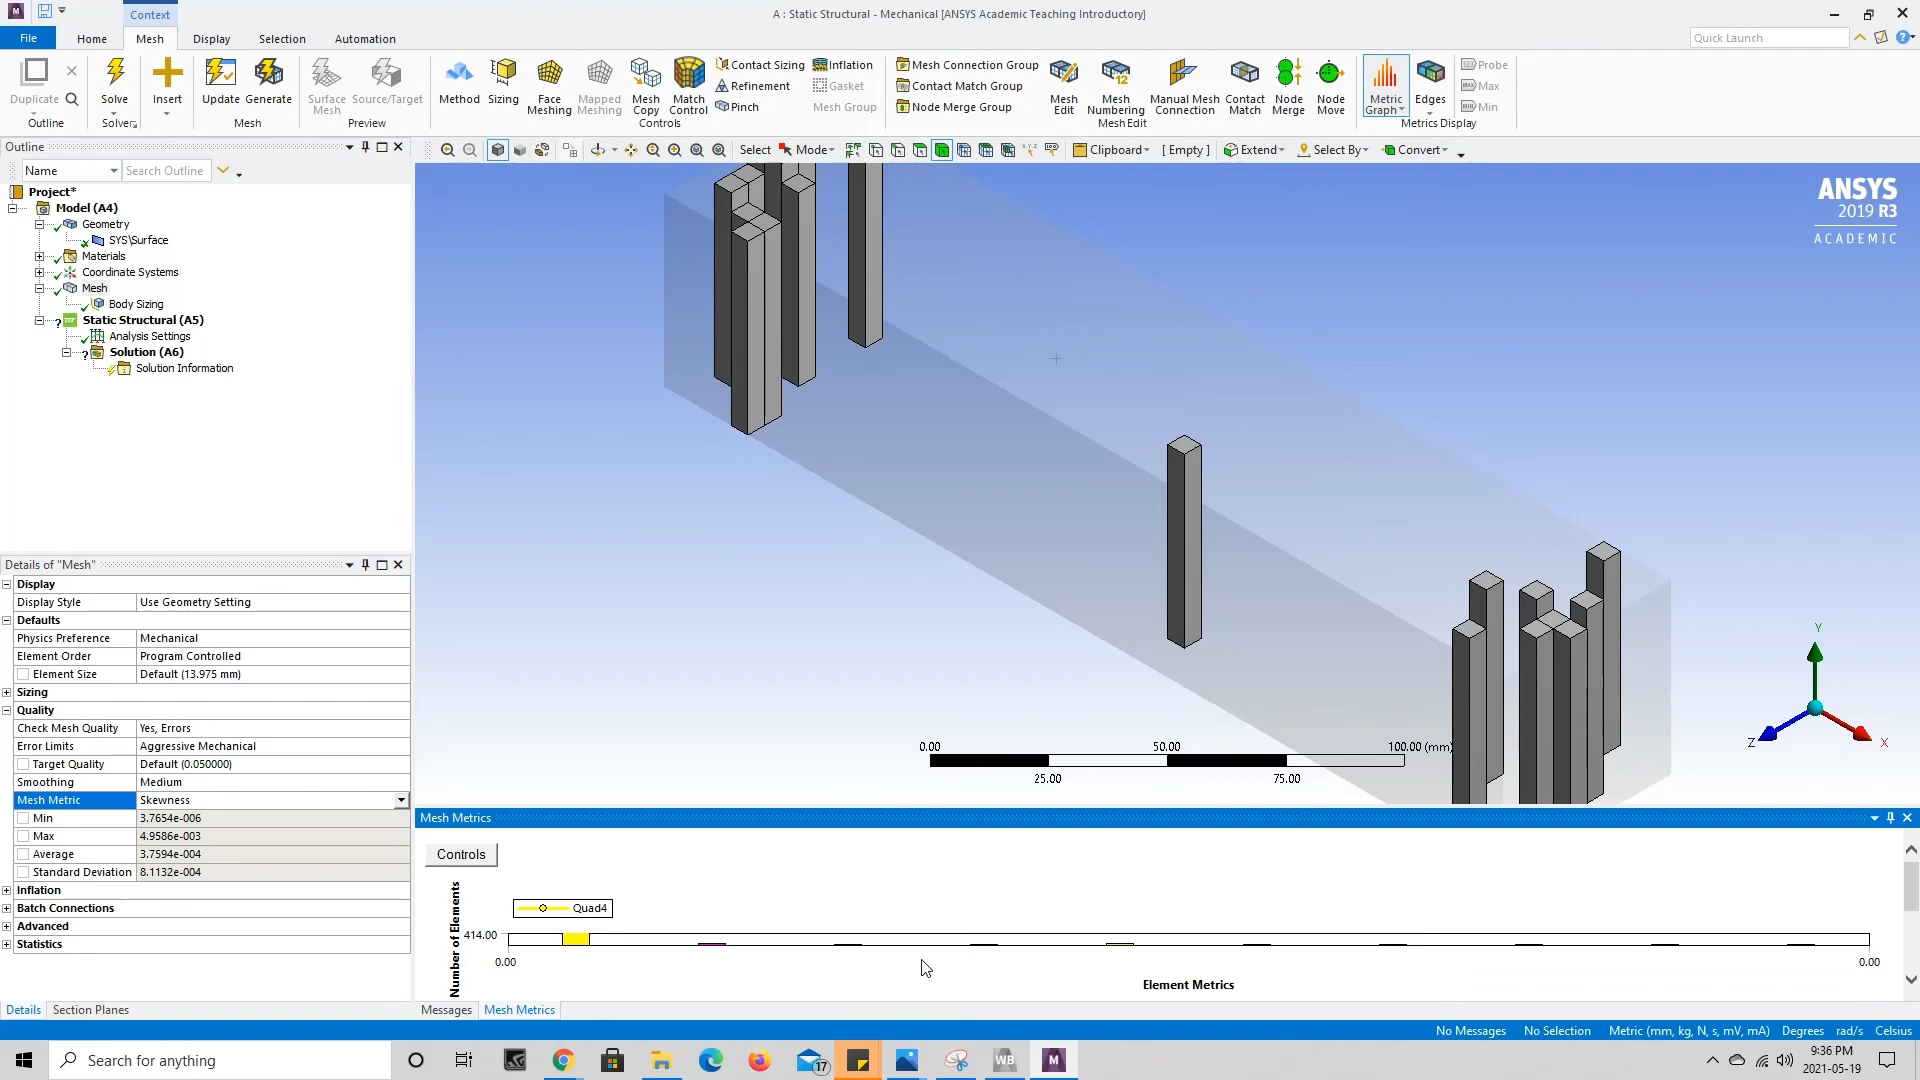 Context
A : Static Structural - Mechanical [ANSYS Academic Teaching Introductory]
File Home Mesh Display Selection Automation
Quick Launch
Duplicate Solve Insert Update Generate Surface Mesh Source/Target Method Sizing Face Meshing Mapped Meshing Mesh Copy Match Control
Contact Sizing Inflation
Refinement Gasket
Pinch Mesh Group
Mesh Connection Group
Contact Match Group
Node Merge Group
Mesh Edit Mesh Numbering Manual Mesh Connection Contact Match Node Merge Node Move Metric Graph Edges
Probe
Max
Min
Outline Solver Mesh Preview Controls Mesh Edit Metrics Display
Outline
Name Search Outline
Select Mode Clipboard [ Empty ] Extend Select By Convert
Project*
Model (A4)
Geometry
SYS\Surface
Materials
Coordinate Systems
Mesh
Body Sizing
Static Structural (A5)
Analysis Settings
Solution (A6)
Solution Information
ANSYS
2019 R3
ACADEMIC
Details of "Mesh"
Display
Display Style Use Geometry Setting
Defaults
Physics Preference Mechanical
Element Order Program Controlled
Element Size Default (13.975 mm)
Sizing
Quality
Check Mesh Quality Yes, Errors
Error Limits Aggressive Mechanical
Target Quality Default (0.050000)
Smoothing Medium
Mesh Metric Skewness
Min 3.7654e-006
Max 4.9586e-003
Average 3.7594e-004
Standard Deviation 8.1132e-004
Inflation
Batch Connections
Advanced
Statistics
Y
Z X
0.00 50.00 100.00 (mm)
25.00 75.00
Mesh Metrics
Controls
Number of Elements
Quad4
414.00
0.00 0.00
Element Metrics
Details Section Planes
Messages Mesh Metrics
No Messages No Selection Metric (mm, kg, N, s, mV, mA) Degrees rad/s Celsius
Search for anything
17
WB
M
9:36 PM
2021-05-19